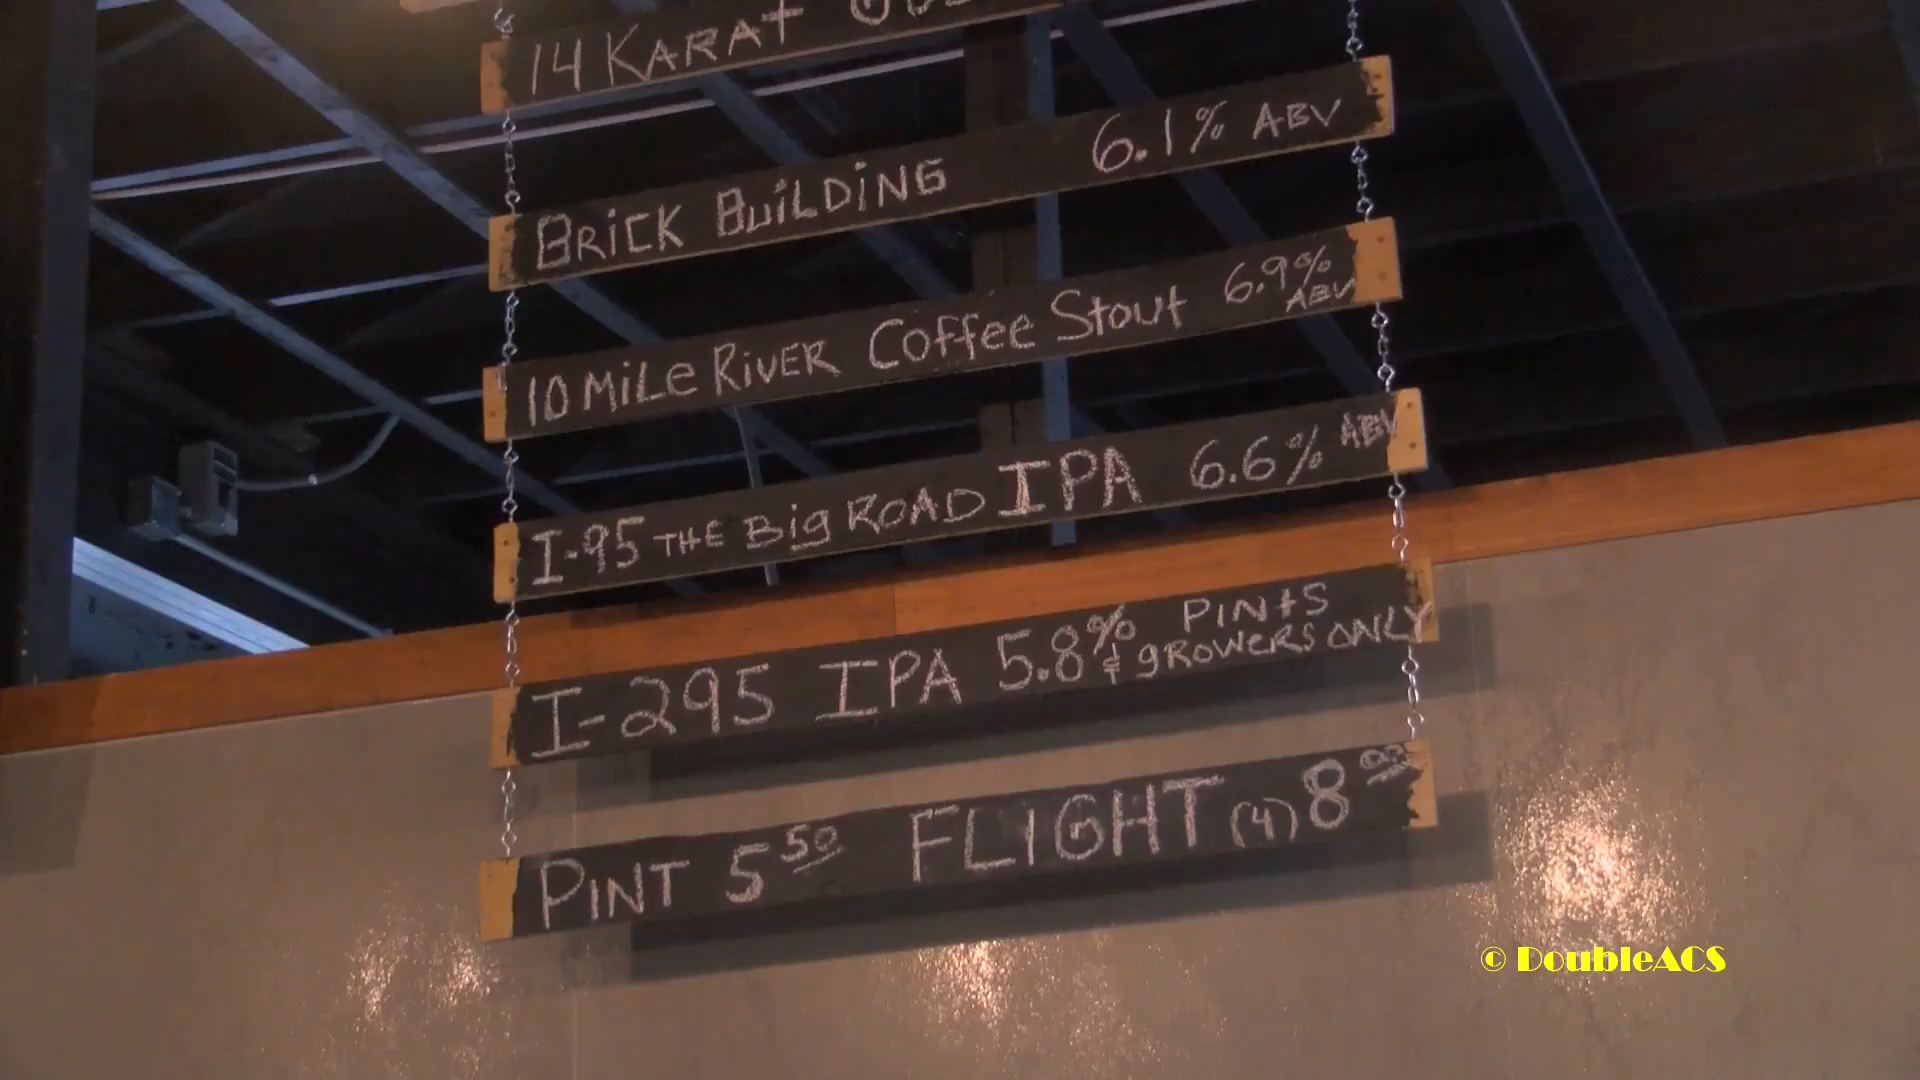 14 KARAT
BRICK BUILDING 6.1% ABV
10 MILE RIVER Coffee Stout 6.9% ABV
I-95 THE Big ROAD IPA 6.6% ABV
I-295 IPA 5.8% PINTS & gROWERS ONLY
PINT 5 50 FLIGHT (4) 8 00
© DoubleACS